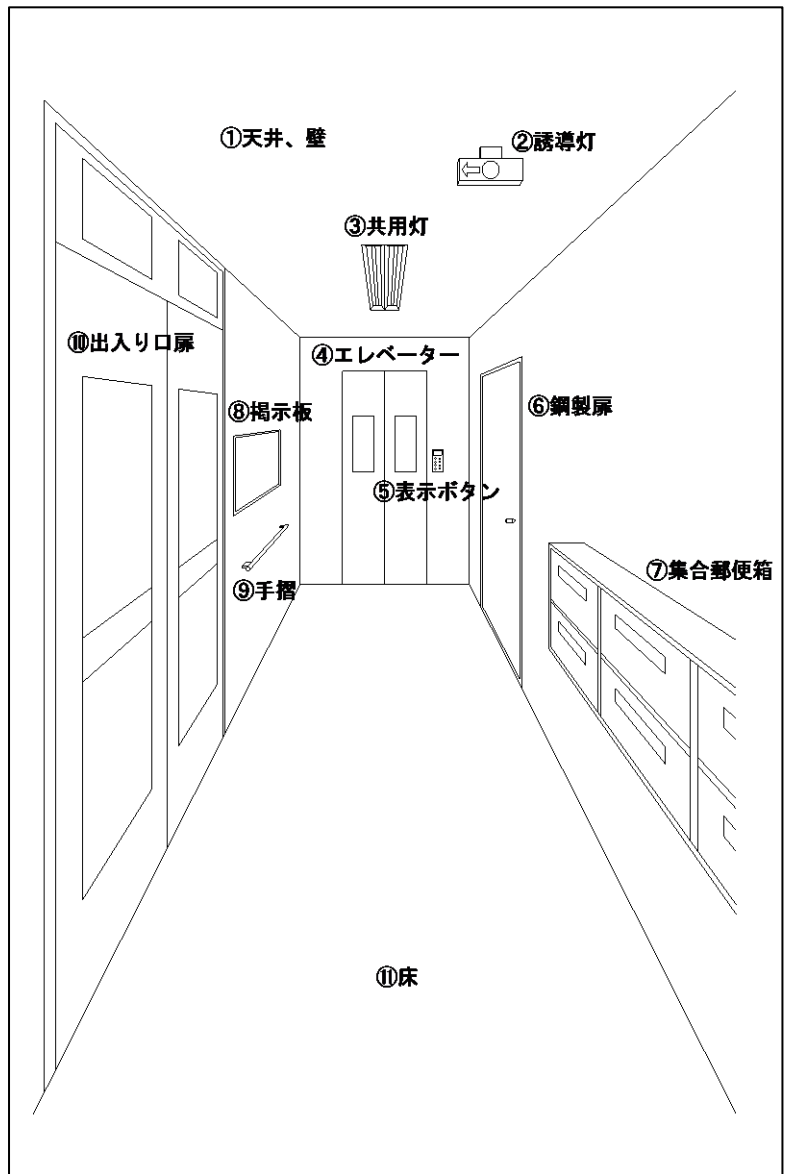 ①天井、壁
②誘導灯
③共用灯
④エレベーター
⑤表示ボタン
⑥鋼製扉
⑦集合郵便箱
⑧掲示板
⑨手摺
⑩出入り口扉
⑪床